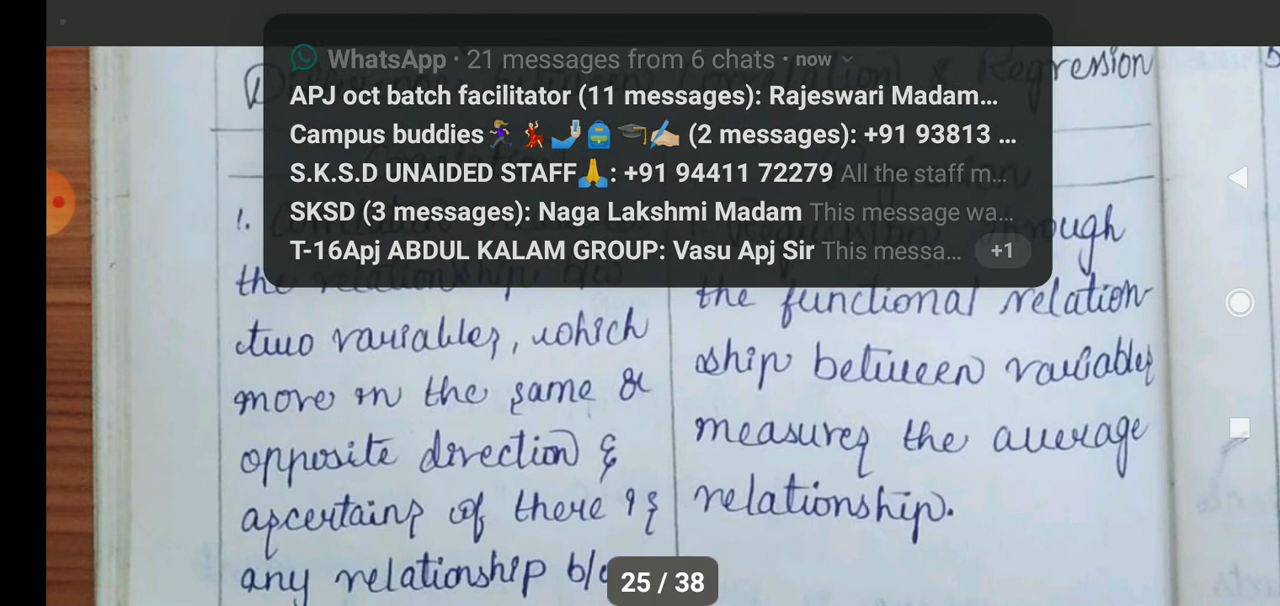 WhatsApp · 21 messages from 6 chats · now
Regression
APJ oct batch facilitator (11 messages): Rajeswari Madam...
Campus buddies🏃‍♀️💃🤳🎒🎓✍🏼 (2 messages): +91 93813 ...
S.K.S.D UNAIDED STAFF🙏: +91 94411 72279 All the staff m...
SKSD (3 messages): Naga Lakshmi Madam This message wa...
T-16Apj ABDUL KALAM GROUP: Vasu Apj Sir This messa... +1
1.
the relationship b/w
two variables, which
move in the same or
opposite direction &
ascertains if there is
any relationship b/
the functional relation-
ship between variables
measures the average
relationship.
25 / 38